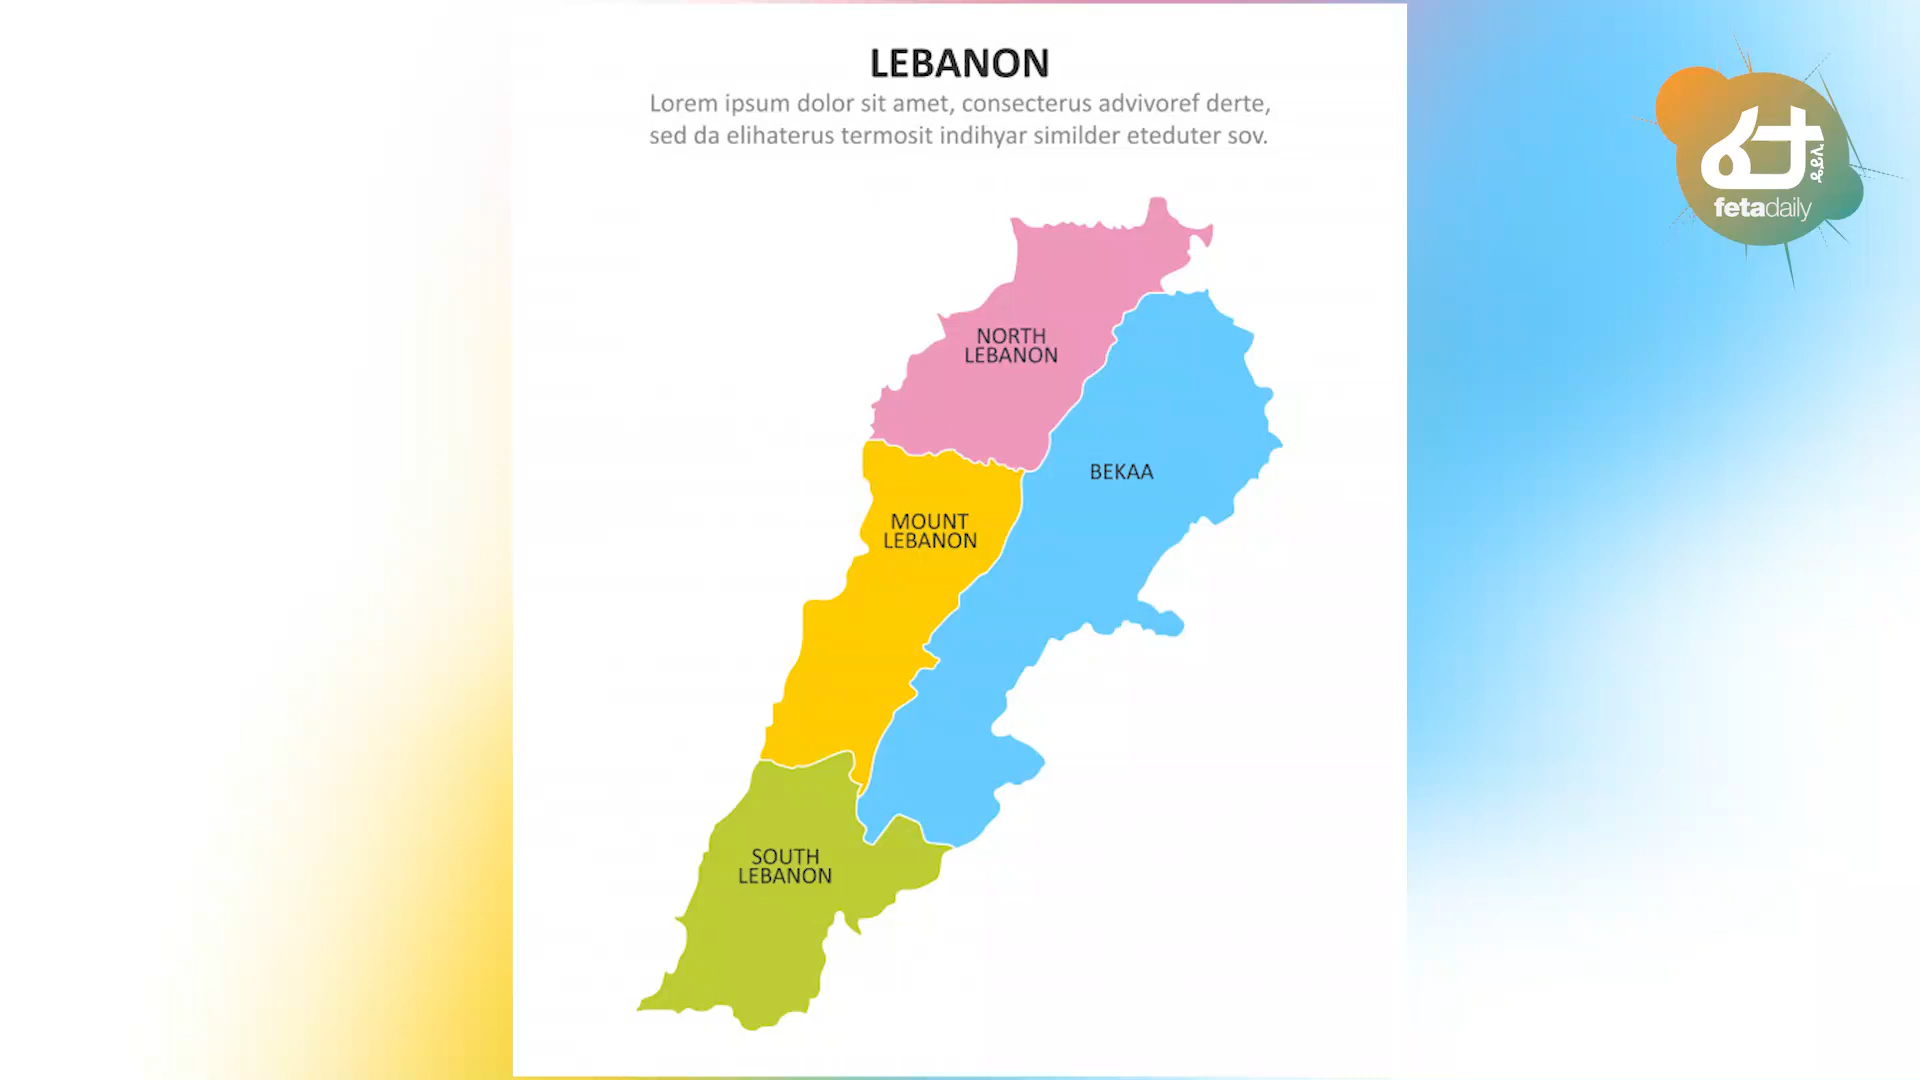 LEBANON
Lorem ipsum dolor sit amet, consecterus advivoref derte,
sed da elihaterus termosit indihyar similder eteduter sov.
NORTH
LEBANON
BEKAA
MOUNT
LEBANON
SOUTH
LEBANON
ፈታ
fetadaily